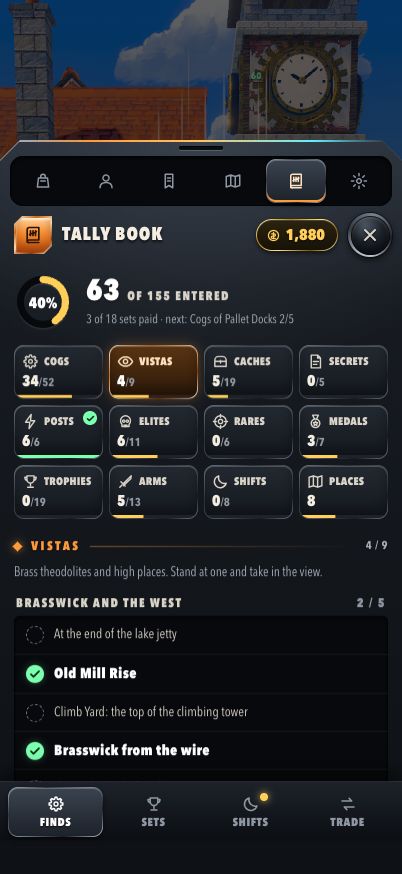 60
TALLY BOOK
1,880
40%
63 OF 155 ENTERED
3 of 18 sets paid · next: Cogs of Pallet Docks 2/5
COGS
34/52
VISTAS
4/9
CACHES
5/19
SECRETS
0/5
POSTS
6/6
ELITES
6/11
RARES
0/6
MEDALS
3/7
TROPHIES
0/19
ARMS
5/13
SHIFTS
0/8
PLACES
8
VISTAS 4 / 9
Brass theodolites and high places. Stand at one and take in the view.
BRASSWICK AND THE WEST 2 / 5
At the end of the lake jetty
Old Mill Rise
Climb Yard: the top of the climbing tower
Brasswick from the wire
FINDS
SETS
SHIFTS
TRADE